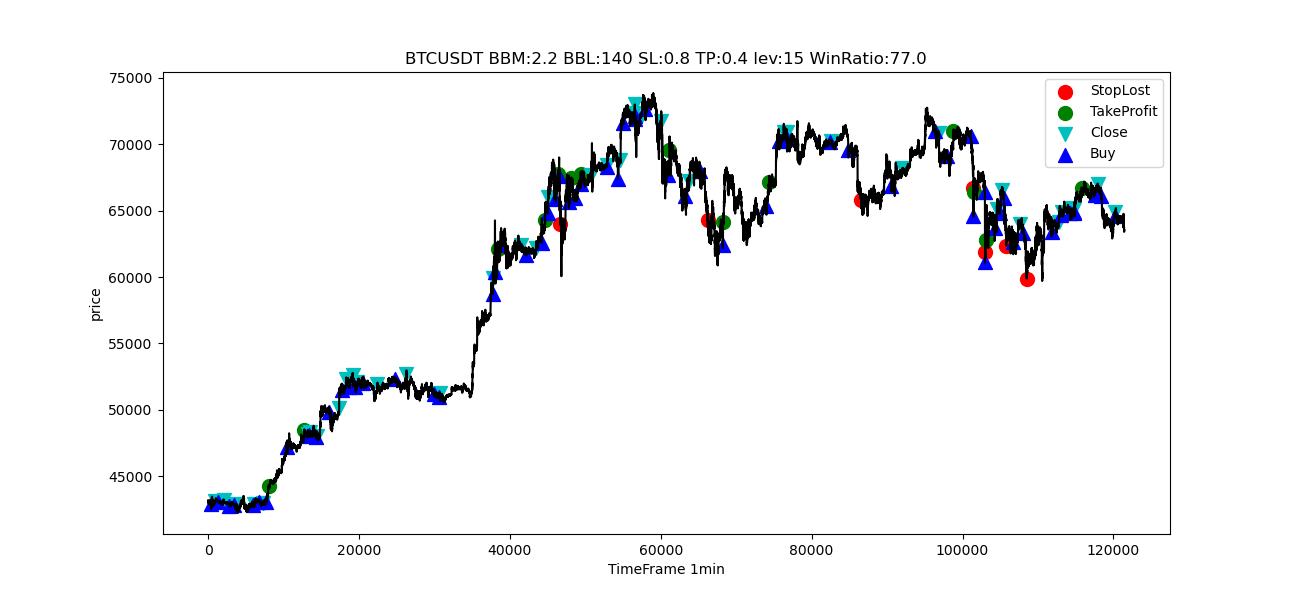 BTCUSDT BBM:2.2 BBL:140 SL:0.8 TP:0.4 lev:15 WinRatio:77.0
75000
70000
65000
60000
55000
50000
45000
price
StopLost
TakeProfit
Close
Buy
0
20000
40000
60000
80000
100000
120000
TimeFrame 1min